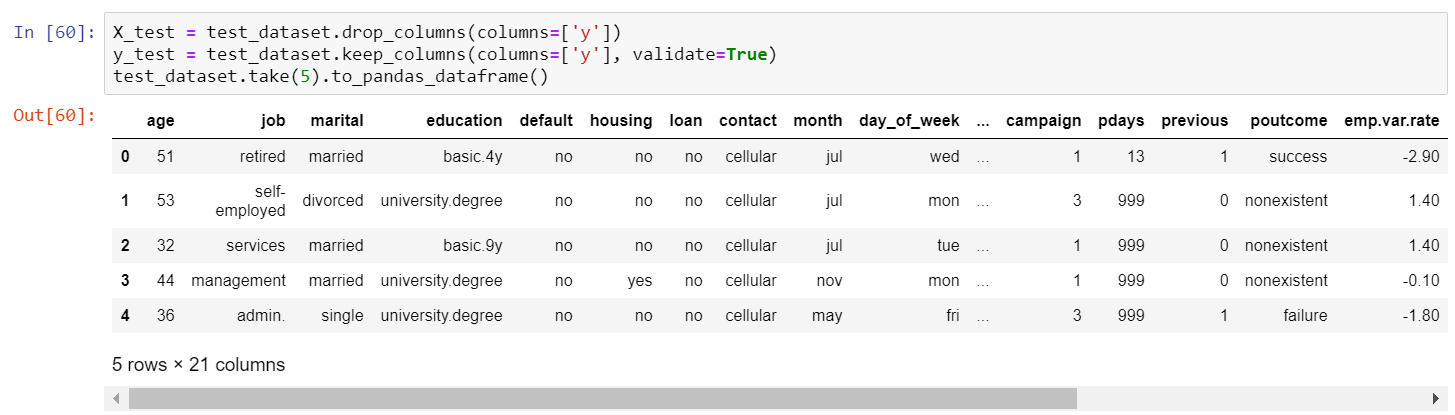 In [60]: X_test = test_dataset.drop_columns(columns=['y'])
y_test = test_dataset.keep_columns(columns=['y'], validate=True)
test_dataset.take(5).to_pandas_dataframe()
Out[60]:
age job marital education default housing loan contact month day_of_week ... campaign pdays previous poutcome emp.var.rate
0 51 retired married basic.4y no no no cellular jul wed ... 1 13 1 success -2.90
1 53 self-employed divorced university.degree no no no cellular jul mon ... 3 999 0 nonexistent 1.40
2 32 services married basic.9y no no no cellular jul tue ... 1 999 0 nonexistent 1.40
3 44 management married university.degree no yes no cellular nov mon ... 1 999 0 nonexistent -0.10
4 36 admin. single university.degree no no no cellular may fri ... 3 999 1 failure -1.80
5 rows × 21 columns